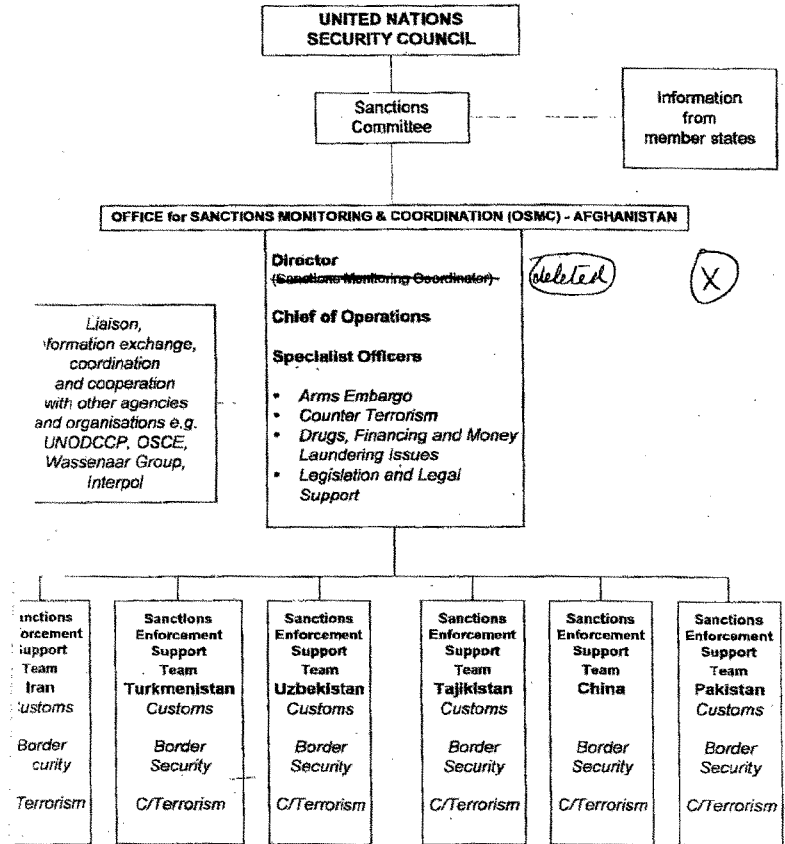 UNITED NATIONS
SECURITY COUNCIL
Sanctions
Committee
Information
from
member states
OFFICE for SANCTIONS MONITORING & COORDINATION (OSMC) - AFGHANISTAN
Director
(Sanctions Monitoring Coordinator)
deleted
X
Chief of Operations
Specialist Officers
• Arms Embargo
• Counter Terrorism
• Drugs, Financing and Money
Laundering Issues
• Legislation and Legal
Support
Liaison,
formation exchange,
coordination
and cooperation
with other agencies
and organisations e.g.
UNODCCP, OSCE,
Wassenaar Group,
Interpol
anctions
forcement
upport
Team
Iran
ustoms
Border
curity
Terrorism
Sanctions
Enforcement
Support
Team
Turkmenistan
Customs
Border
Security
C/Terrorism
Sanctions
Enforcement
Support
Team
Uzbekistan
Customs
Border
Security
C/Terrorism
Sanctions
Enforcement
Support
Team
Tajikistan
Customs
Border
Security
C/Terrorism
Sanctions
Enforcement
Support
Team
China
Customs
Border
Security
C/Terrorism
Sanctions
Enforcement
Support
Team
Pakistan
Customs
Border
Security
C/Terrorism